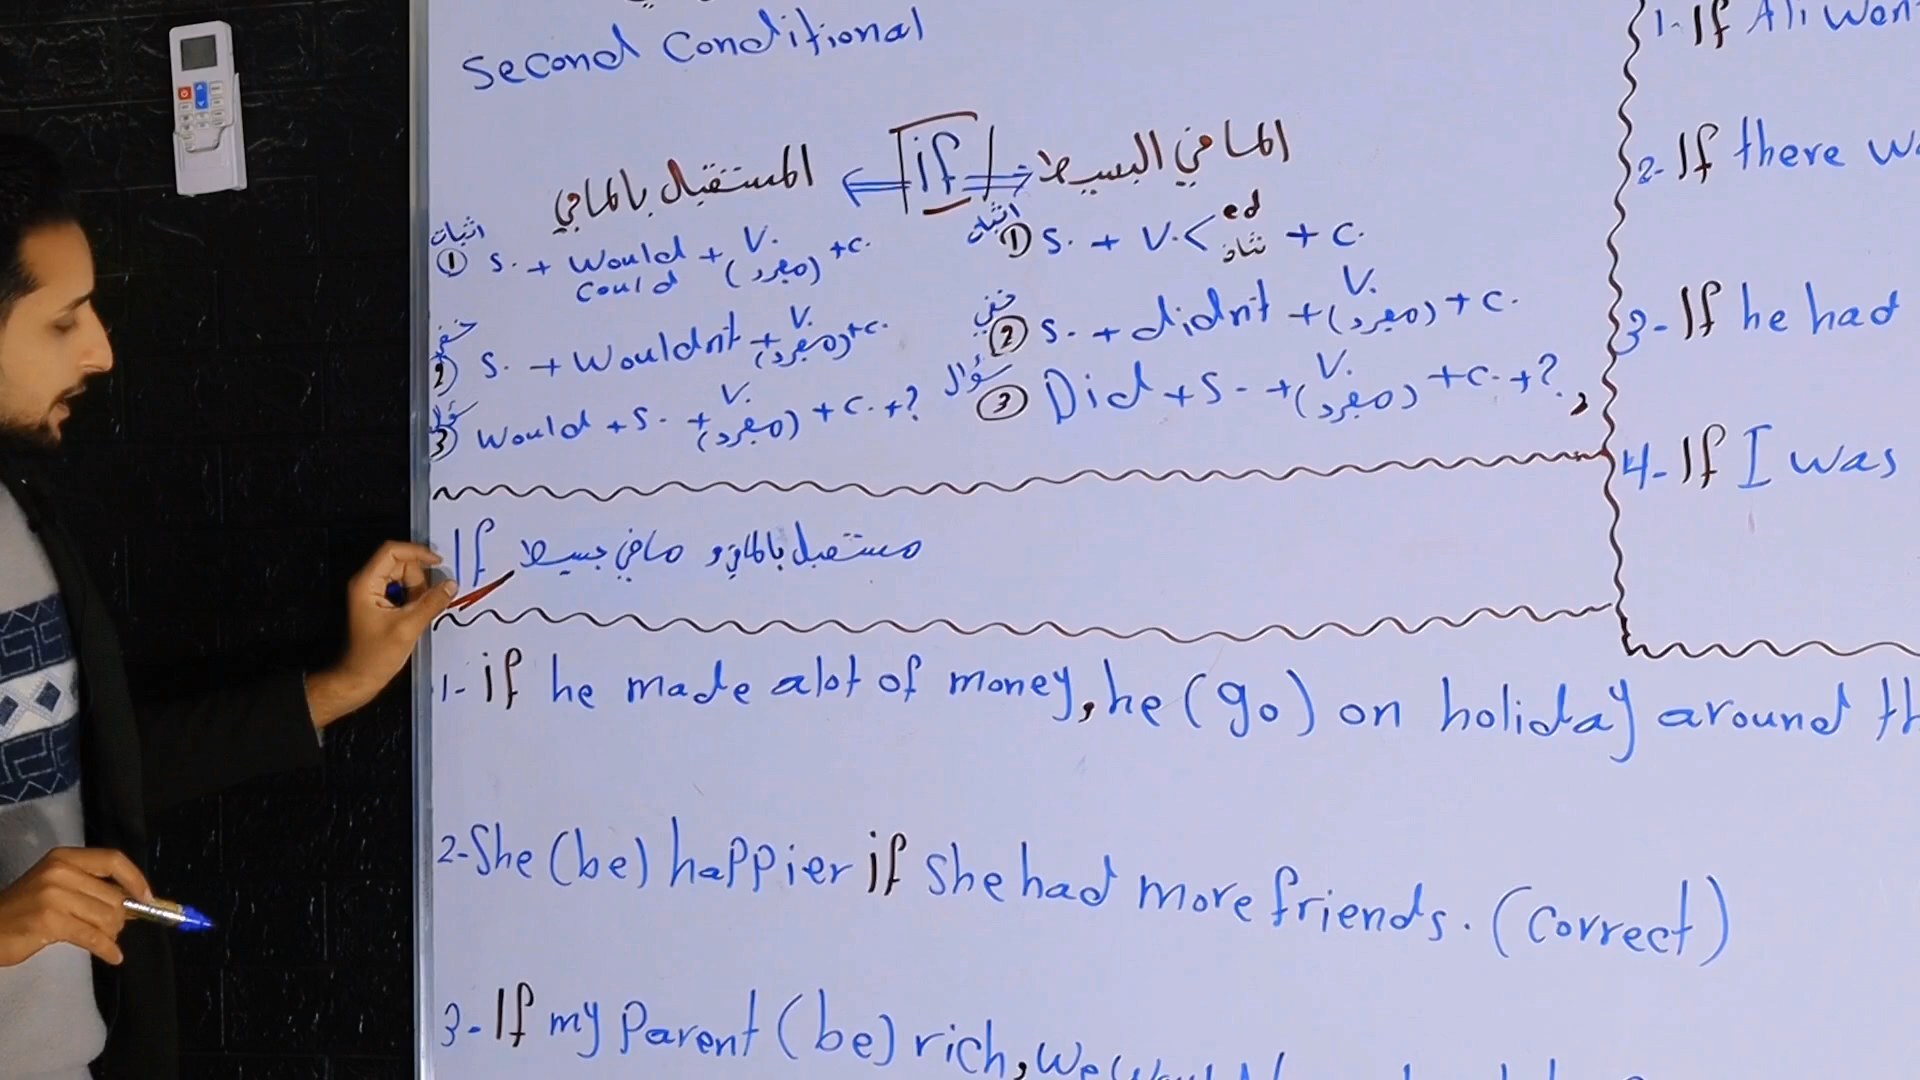 Second Conditional
المستقبل بالماضي if الماضي البسيط
اثبات
① S. + Would + V. (مجرد) + c.
could
اثبات
① S. + V. < ed شاذ + C.
نفي
② S. + Wouldn't + V. (مجرد) + c.
نفي
② S. + didn't + V. (مجرد) + C.
③ Would + S. + V. (مجرد) + C. + ?
سؤال
③ Did + S. + V. (مجرد) + C. + ? ,
If ماضي بسيط و مستقبل بالماضي
1- if he made alot of money, he (go) on holiday around
2- She (be) happier if She had more friends. (Correct)
3- If my Parent (be) rich, We
1- If Ali
2- If there
3- If he had
4- If I was